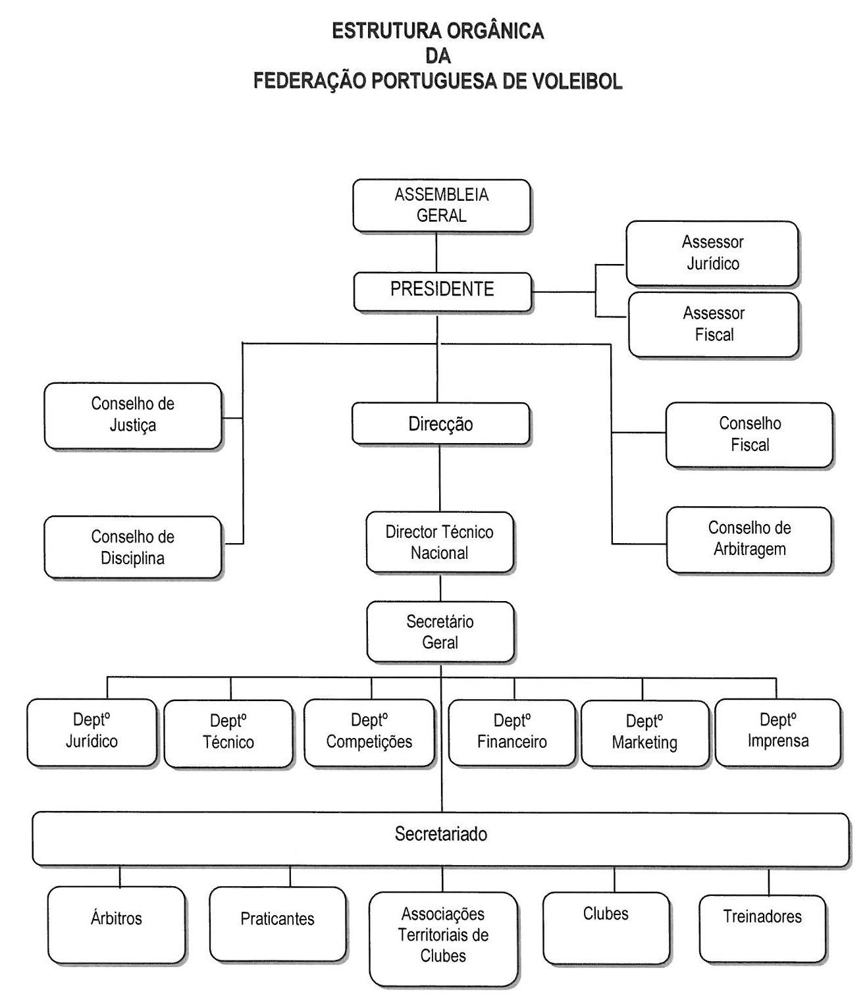 ESTRUTURA ORGÂNICA
DA
FEDERAÇÃO PORTUGUESA DE VOLEIBOL
ASSEMBLEIA
GERAL
PRESIDENTE
Assessor
Jurídico
Assessor
Fiscal
Conselho de
Justiça
Direcção
Conselho
Fiscal
Conselho de
Disciplina
Director Técnico
Nacional
Conselho de
Arbitragem
Secretário
Geral
Deptº
Jurídico
Deptº
Técnico
Deptº
Competições
Deptº
Financeiro
Deptº
Marketing
Deptº
Imprensa
Secretariado
Árbitros
Praticantes
Associações
Territoriais de
Clubes
Clubes
Treinadores